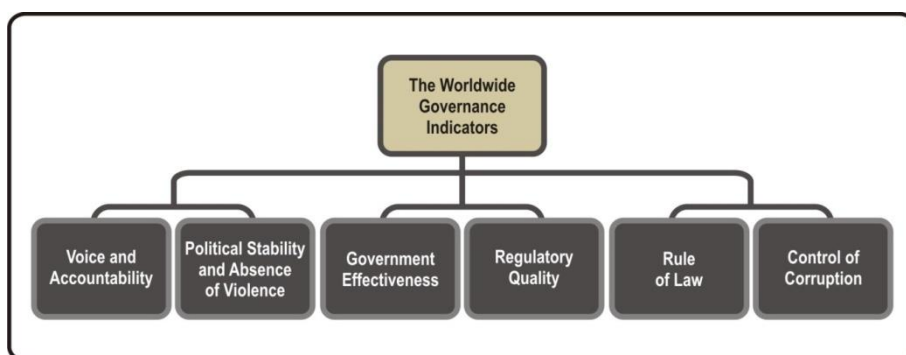 The Worldwide
Governance
Indicators
Voice and
Accountability
Political Stability
and Absence
of Violence
Government
Effectiveness
Regulatory
Quality
Rule
of Law
Control of
Corruption